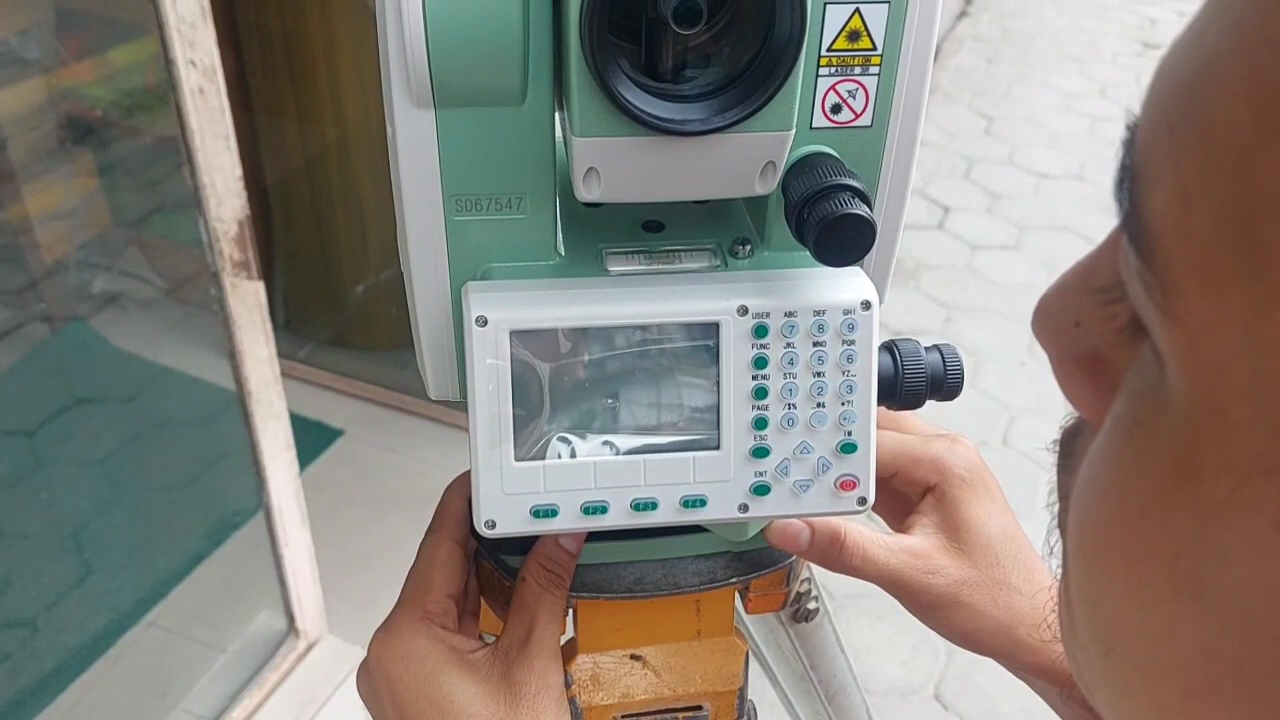 CAUTION
LASER 3R
SD67547
USER ABC DEF GHI
7 8 9
FUNC JKL MNO PQR
4 5 6
MENU STU VWX YZ
1 2 3
PAGE /$% _@& *?!
0 . +/-
ESC IM
ENT
F1 F2 F3 F4